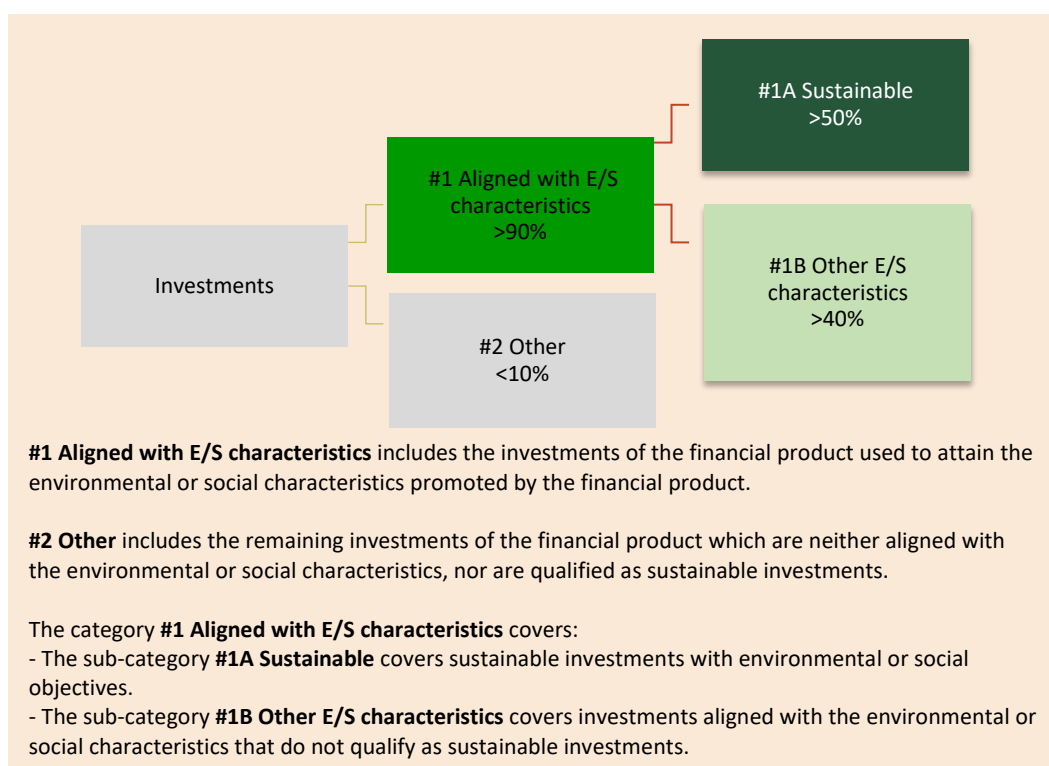 #1A Sustainable
>50%
#1 Aligned with E/S
characteristics
>90%
Investments
#1B Other E/S
characteristics
>40%
#2 Other
<10%
#1 Aligned with E/S characteristics includes the investments of the financial product used to attain the
environmental or social characteristics promoted by the financial product.
#2 Other includes the remaining investments of the financial product which are neither aligned with
the environmental or social characteristics, nor are qualified as sustainable investments.
The category #1 Aligned with E/S characteristics covers:
- The sub-category #1A Sustainable covers sustainable investments with environmental or social
objectives.
- The sub-category #1B Other E/S characteristics covers investments aligned with the environmental or
social characteristics that do not qualify as sustainable investments.